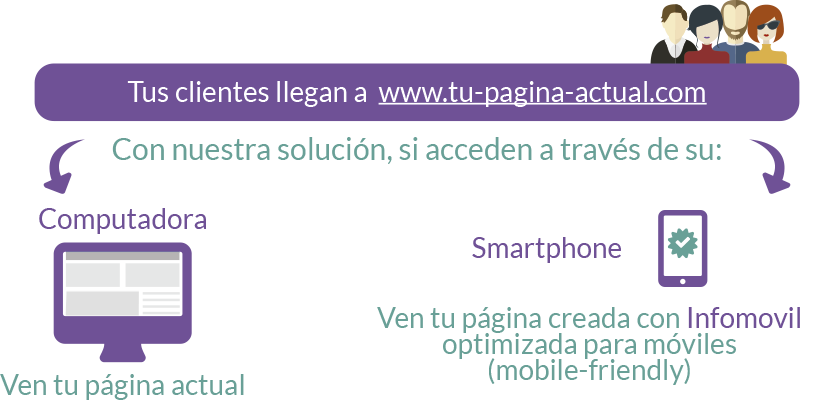 Tus clientes llegan a www.tu-pagina-actual.com
Con nuestra solución, si acceden a través de su:
Computadora
Ven tu página actual
Smartphone
Ven tu página creada con Infomovil
optimizada para móviles
(mobile-friendly)